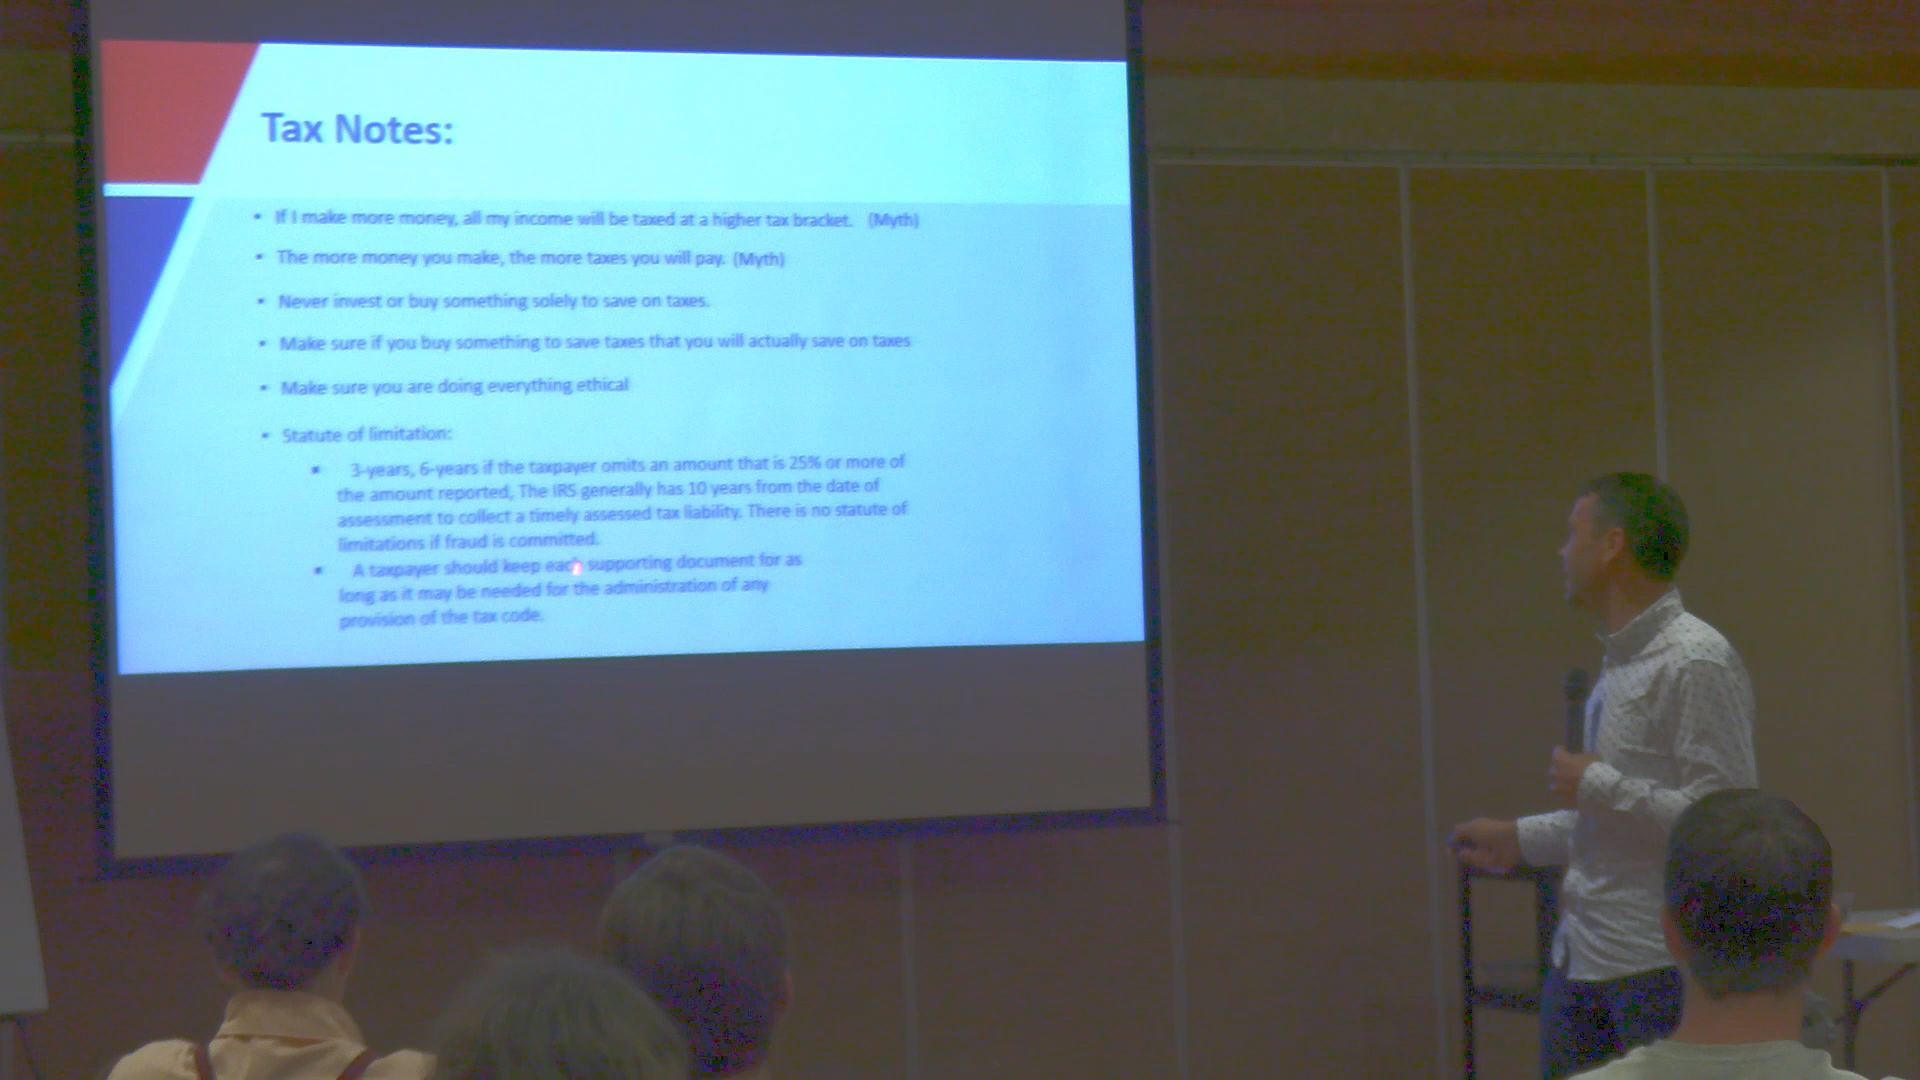 Tax Notes:
• If I make more money, all my income will be taxed at a higher tax bracket. (Myth)
• The more money you make, the more taxes you will pay. (Myth)
• Never invest or buy something solely to save on taxes.
• Make sure if you buy something to save taxes that you will actually save on taxes
• Make sure you are doing everything ethical
• Statute of limitation:
▪ 3-years, 6-years if the taxpayer omits an amount that is 25% or more of
the amount reported, The IRS generally has 10 years from the date of
assessment to collect a timely assessed tax liability. There is no statute of
limitations if fraud is committed.
▪ A taxpayer should keep each supporting document for as
long as it may be needed for the administration of any
provision of the tax code.